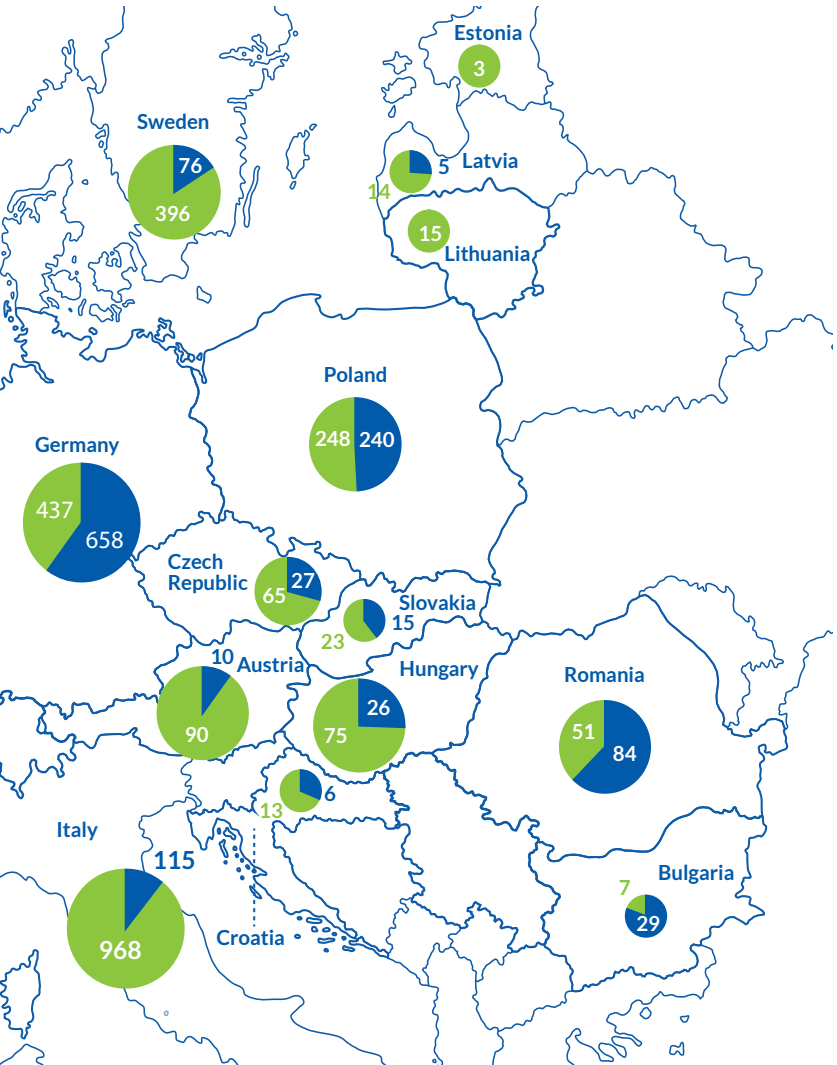 Estonia
3
Sweden
76
396
5
Latvia
14
15
Lithuania
Poland
248
240
Germany
437
658
Czech
Republic
27
65
Slovakia
15
23
10
Austria
90
Hungary
26
75
Romania
51
84
6
13
Italy
115
968
Croatia
Bulgaria
7
29